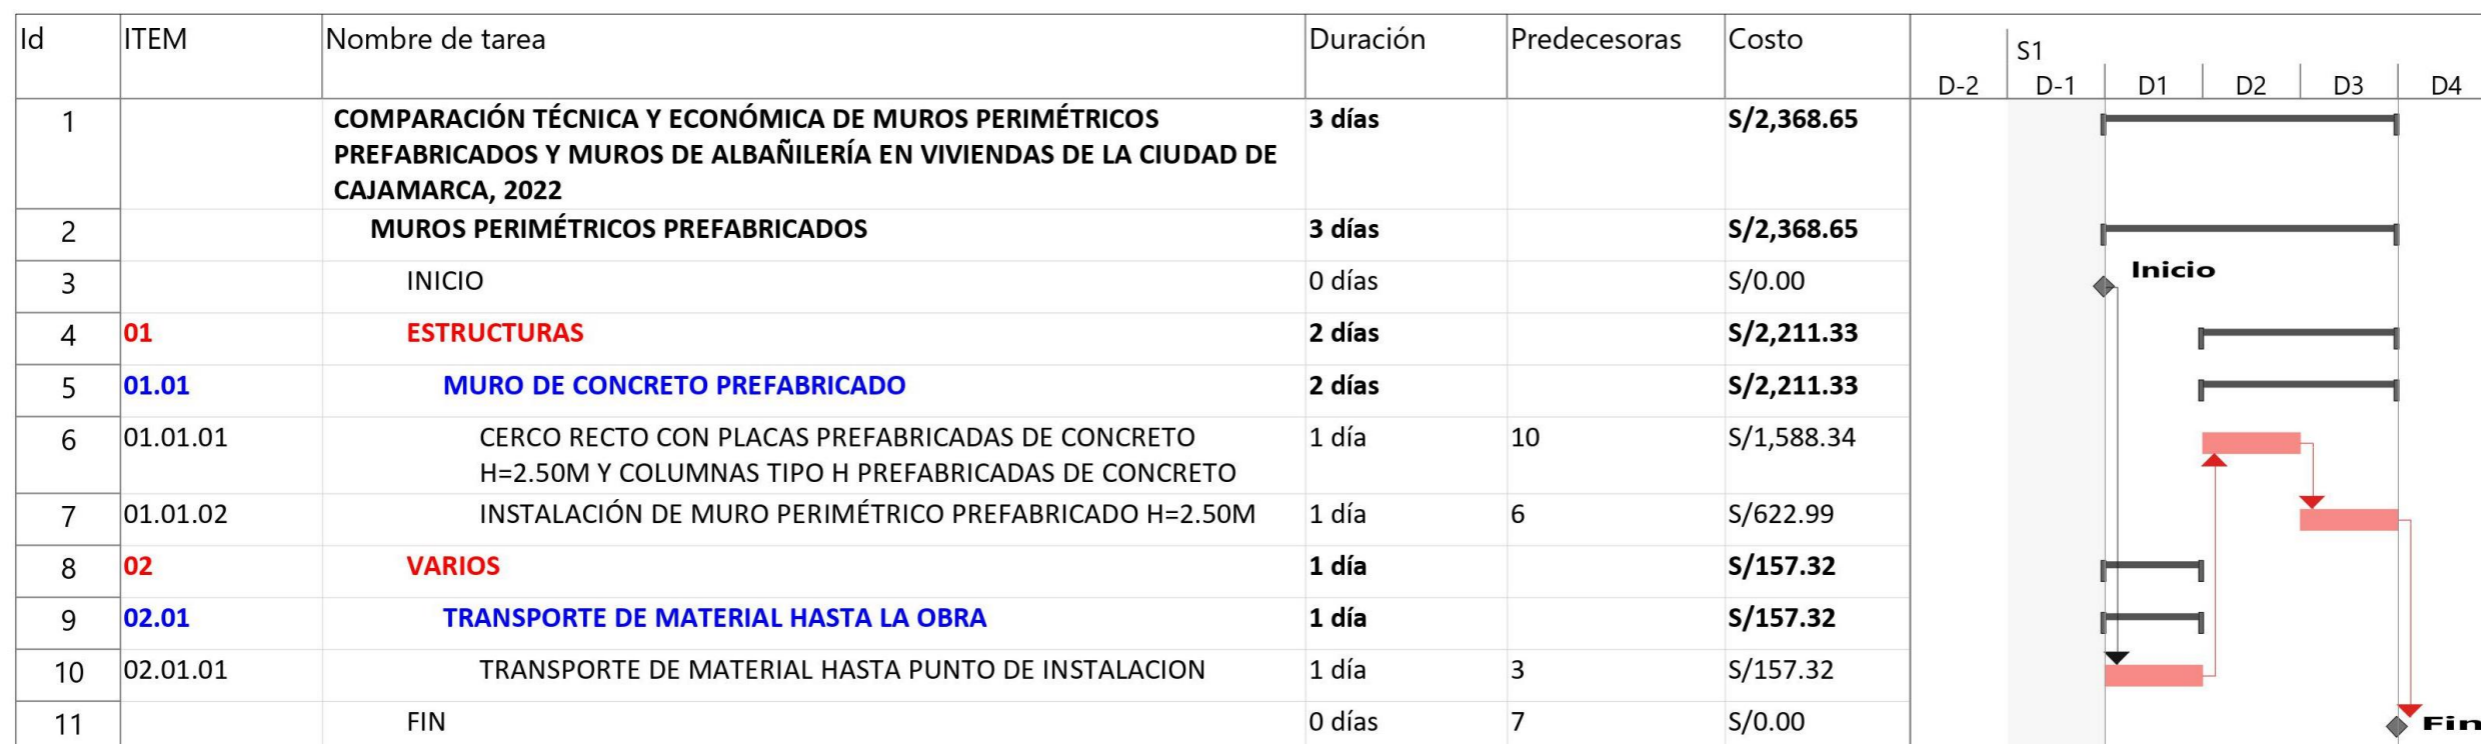 Id ITEM Nombre de tarea Duración Predecesoras Costo
S1
D-2 D-1 D1 D2 D3 D4
1 COMPARACIÓN TÉCNICA Y ECONÓMICA DE MUROS PERIMÉTRICOS 3 días S/2,368.65
PREFABRICADOS Y MUROS DE ALBAÑILERÍA EN VIVIENDAS DE LA CIUDAD DE
CAJAMARCA, 2022
2 MUROS PERIMÉTRICOS PREFABRICADOS 3 días S/2,368.65
3 INICIO 0 días S/0.00 Inicio
4 01 ESTRUCTURAS 2 días S/2,211.33
5 01.01 MURO DE CONCRETO PREFABRICADO 2 días S/2,211.33
6 01.01.01 CERCO RECTO CON PLACAS PREFABRICADAS DE CONCRETO 1 día 10 S/1,588.34
H=2.50M Y COLUMNAS TIPO H PREFABRICADAS DE CONCRETO
7 01.01.02 INSTALACIÓN DE MURO PERIMÉTRICO PREFABRICADO H=2.50M 1 día 6 S/622.99
8 02 VARIOS 1 día S/157.32
9 02.01 TRANSPORTE DE MATERIAL HASTA LA OBRA 1 día S/157.32
10 02.01.01 TRANSPORTE DE MATERIAL HASTA PUNTO DE INSTALACION 1 día 3 S/157.32
11 FIN 0 días 7 S/0.00 Fin